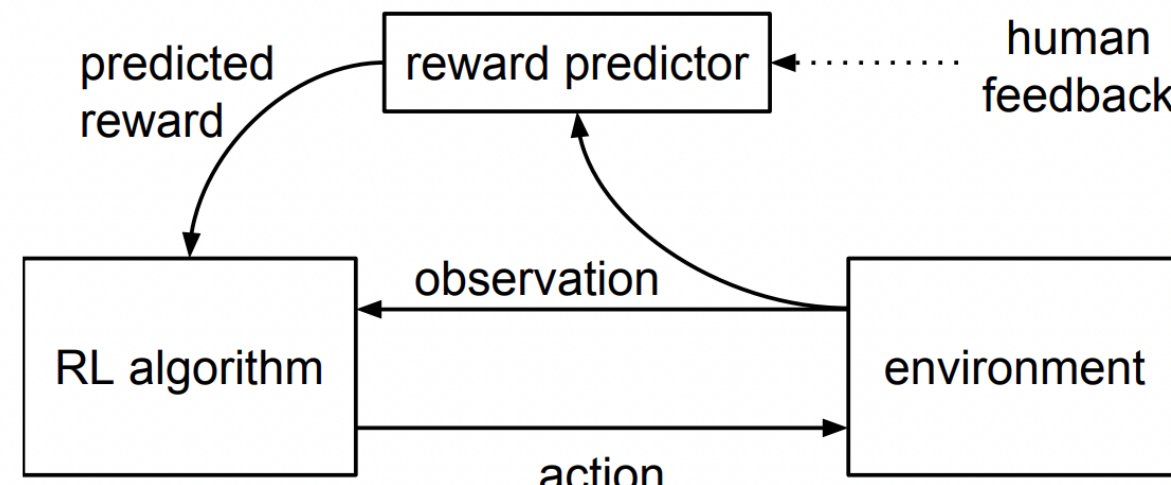 predicted
reward
reward predictor
human
feedback
observation
RL algorithm
environment
action